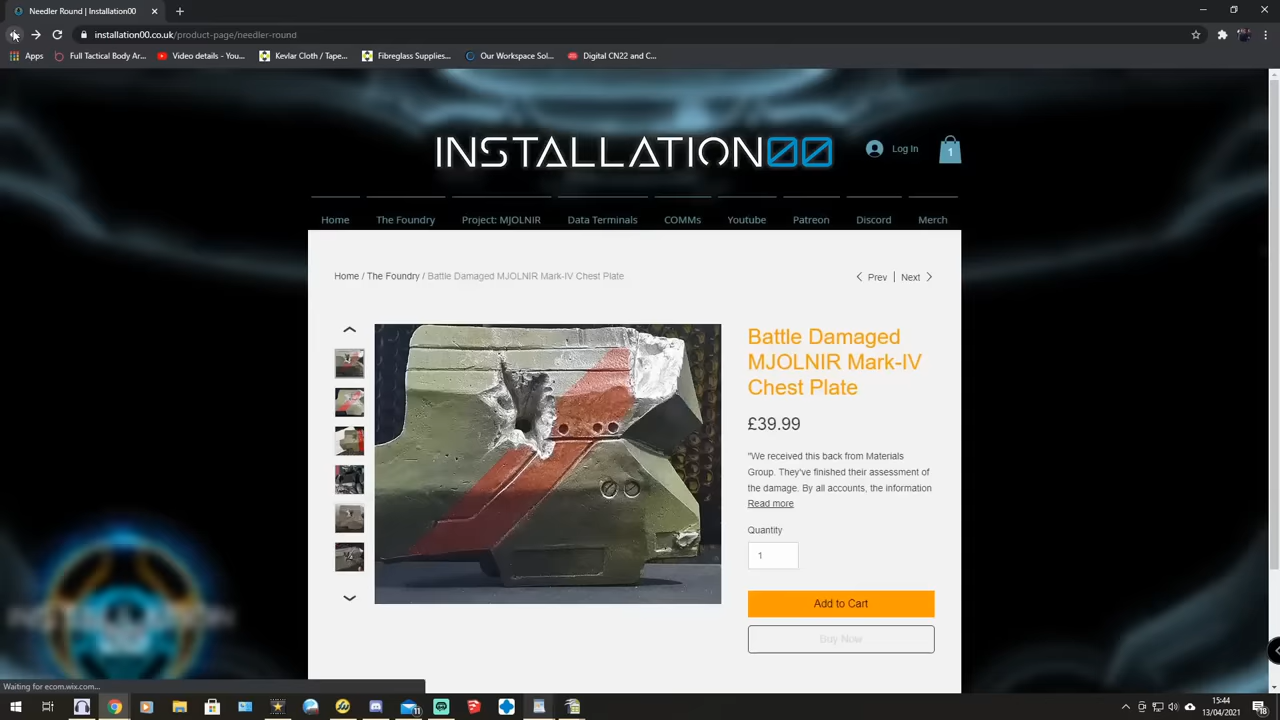 Needler Round | Installation00
installation00.co.uk/product-page/needler-round
Apps Full Tactical Body Ar... Video details - You... Kevlar Cloth / Tape... Fibreglass Supplies... Our Workspace Sol... Digital CN22 and C...
INSTALLATION00
Log In
1
Home The Foundry Project: MJOLNIR Data Terminals COMMs Youtube Patreon Discord Merch
Home / The Foundry / Battle Damaged MJOLNIR Mark-IV Chest Plate
Prev | Next
Battle Damaged
MJOLNIR Mark-IV
Chest Plate
£39.99
"We received this back from Materials
Group. They've finished their assessment of
the damage. By all accounts, the information
Read more
Quantity
1
Add to Cart
Buy Now
Waiting for ecom.wix.com...
15:44
13/04/2021